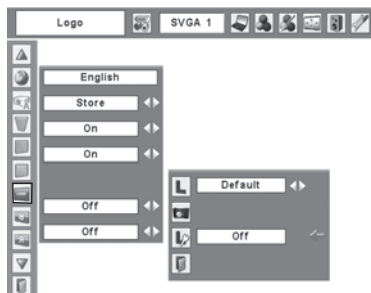 Logo
SVGA 1
English
Store
On
On
Off
Off
Default
Off